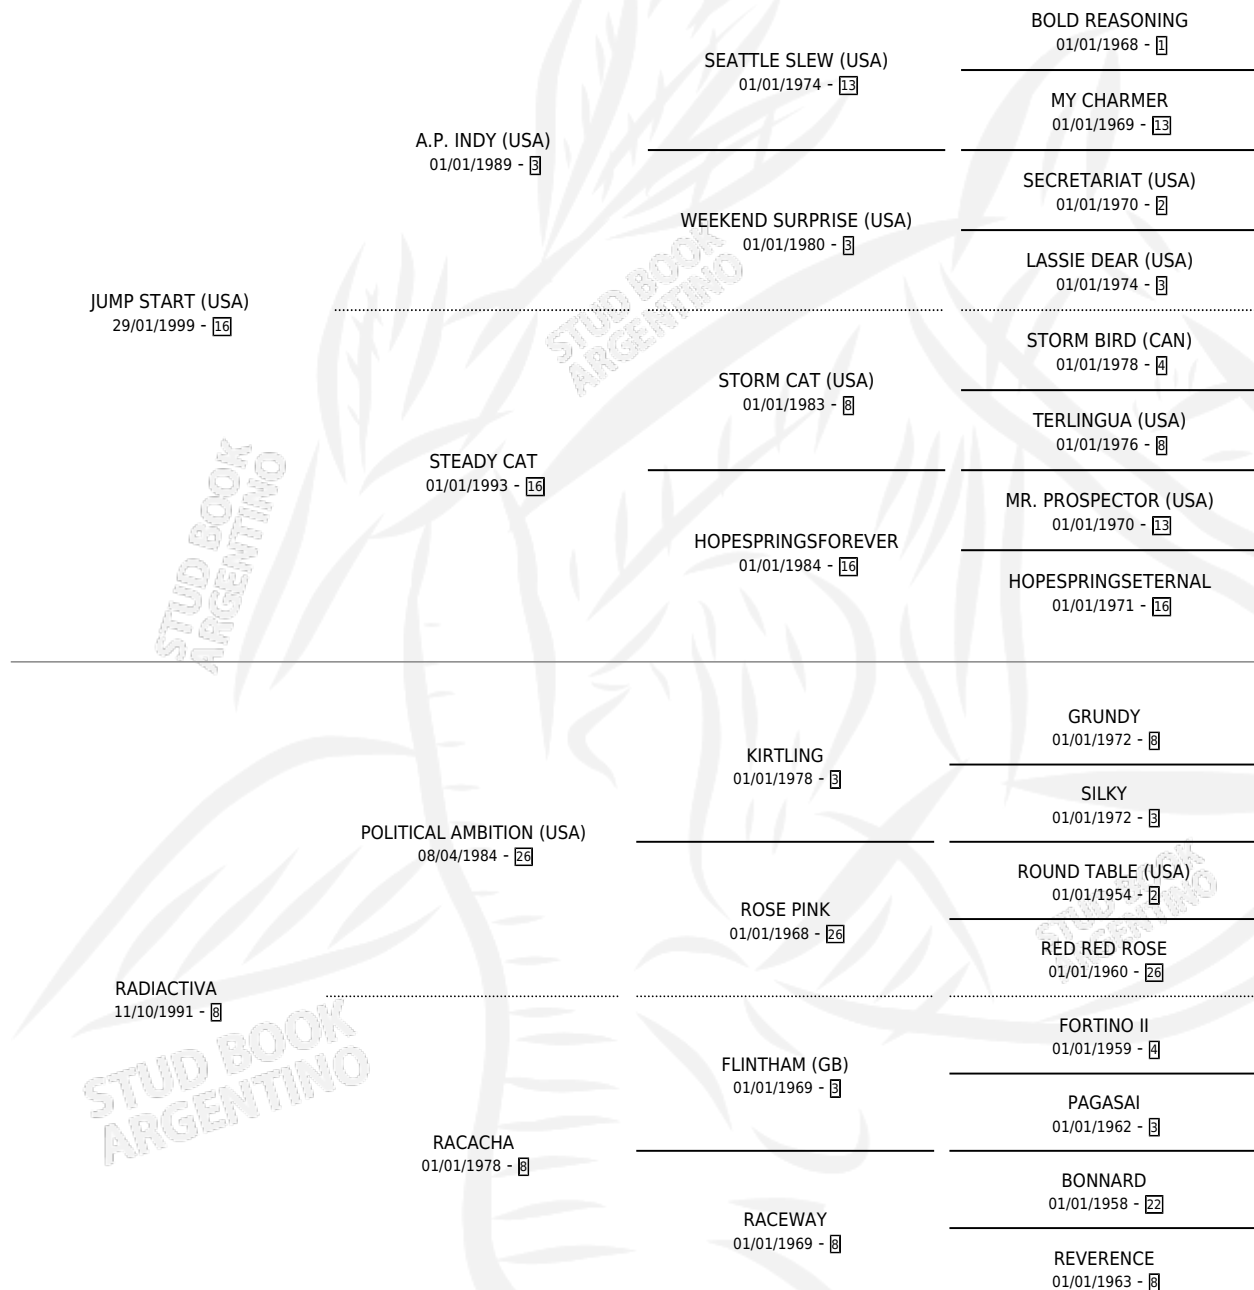 BOLD REASONING
01/01/1968 - 1
SEATTLE SLEW (USA)
01/01/1974 - 13
MY CHARMER
01/01/1969 - 13
A.P. INDY (USA)
01/01/1989 - 3
SECRETARIAT (USA)
01/01/1970 - 2
WEEKEND SURPRISE (USA)
01/01/1980 - 3
LASSIE DEAR (USA)
01/01/1974 - 3
JUMP START (USA)
29/01/1999 - 16
STORM BIRD (CAN)
01/01/1978 - 4
STORM CAT (USA)
01/01/1983 - 8
TERLINGUA (USA)
01/01/1976 - 8
STEADY CAT
01/01/1993 - 16
MR. PROSPECTOR (USA)
01/01/1970 - 13
HOPESPRINGSFOREVER
01/01/1984 - 16
HOPESPRINGSETERNAL
01/01/1971 - 16
GRUNDY
01/01/1972 - 8
KIRTLING
01/01/1978 - 3
SILKY
01/01/1972 - 3
POLITICAL AMBITION (USA)
08/04/1984 - 26
ROUND TABLE (USA)
01/01/1954 - 2
ROSE PINK
01/01/1968 - 26
RED RED ROSE
01/01/1960 - 26
RADIACTIVA
11/10/1991 - 8
FORTINO II
01/01/1959 - 4
FLINTHAM (GB)
01/01/1969 - 3
PAGASAI
01/01/1962 - 3
RACACHA
01/01/1978 - 8
BONNARD
01/01/1958 - 22
RACEWAY
01/01/1969 - 8
REVERENCE
01/01/1963 - 8
STUD BOOK
ARGENTINO
STUD BOOK
ARGENTINO
STUD BOOK
ARGENTINO
STUD BOOK
ARGENTINO